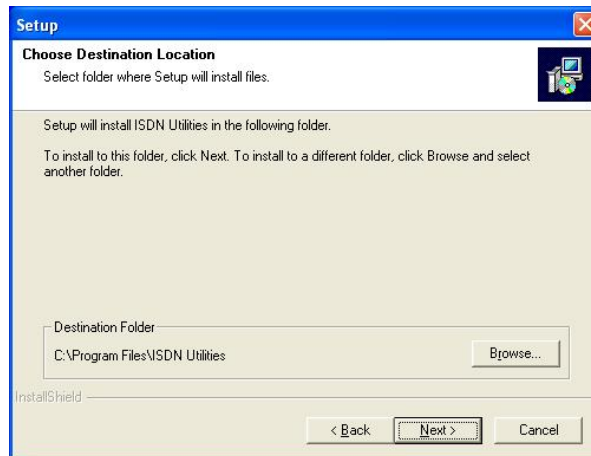 Setup
Choose Destination Location
Select folder where Setup will install files.
Setup will install ISDN Utilities in the following folder.
To install to this folder, click Next. To install to a different folder, click Browse and select
another folder.
Destination Folder
C:\Program Files\ISDN Utilities
Browse...
InstallShield
< Back
Next >
Cancel